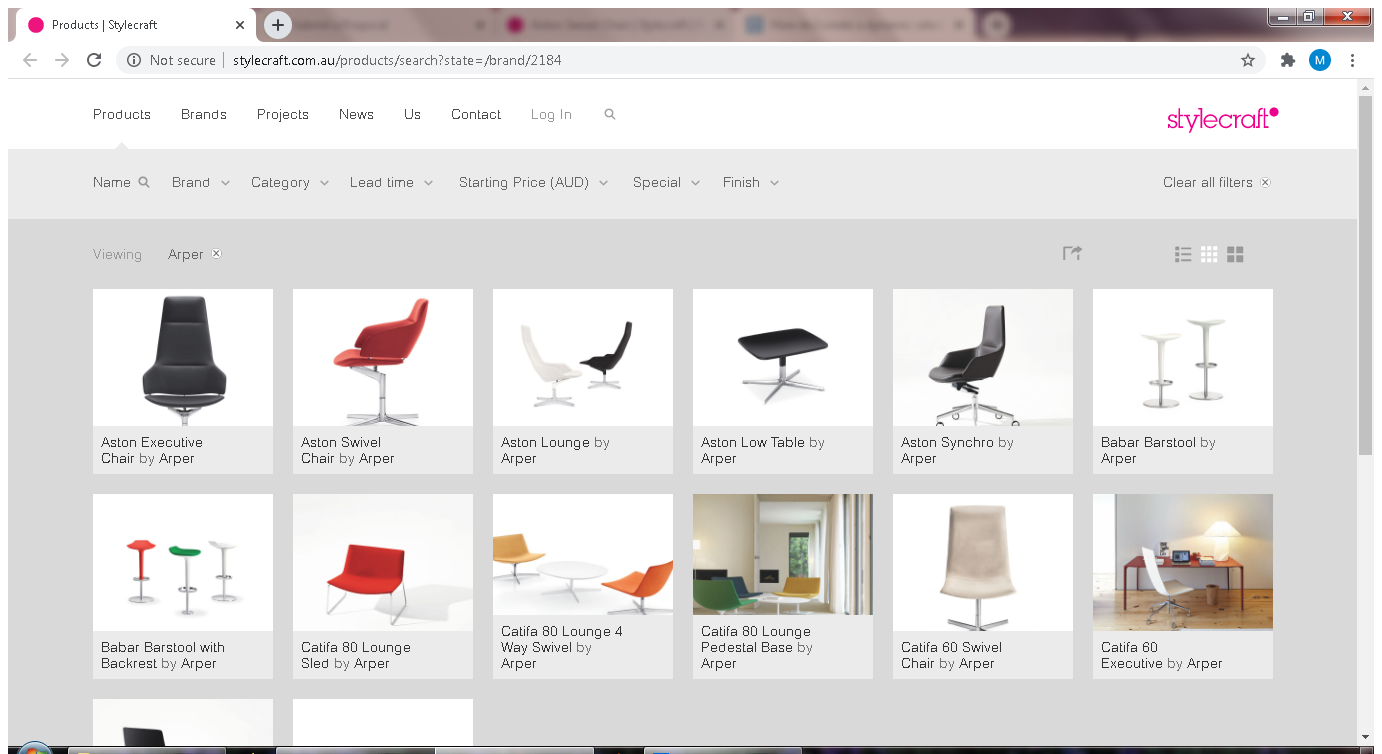 Products | Stylecraft
Not secure | stylecraft.com.au/products/search?state=/brand/2184
M
Products Brands Projects News Us Contact Log In
stylecraft
Name Brand Category Lead time Starting Price (AUD) Special Finish Clear all filters
Viewing Arper
Aston Executive
Chair by Arper
Aston Swivel
Chair by Arper
Aston Lounge by
Arper
Aston Low Table by
Arper
Aston Synchro by
Arper
Babar Barstool by
Arper
Babar Barstool with
Backrest by Arper
Catifa 80 Lounge
Sled by Arper
Catifa 80 Lounge 4
Way Swivel by
Arper
Catifa 80 Lounge
Pedestal Base by
Arper
Catifa 60 Swivel
Chair by Arper
Catifa 60
Executive by Arper